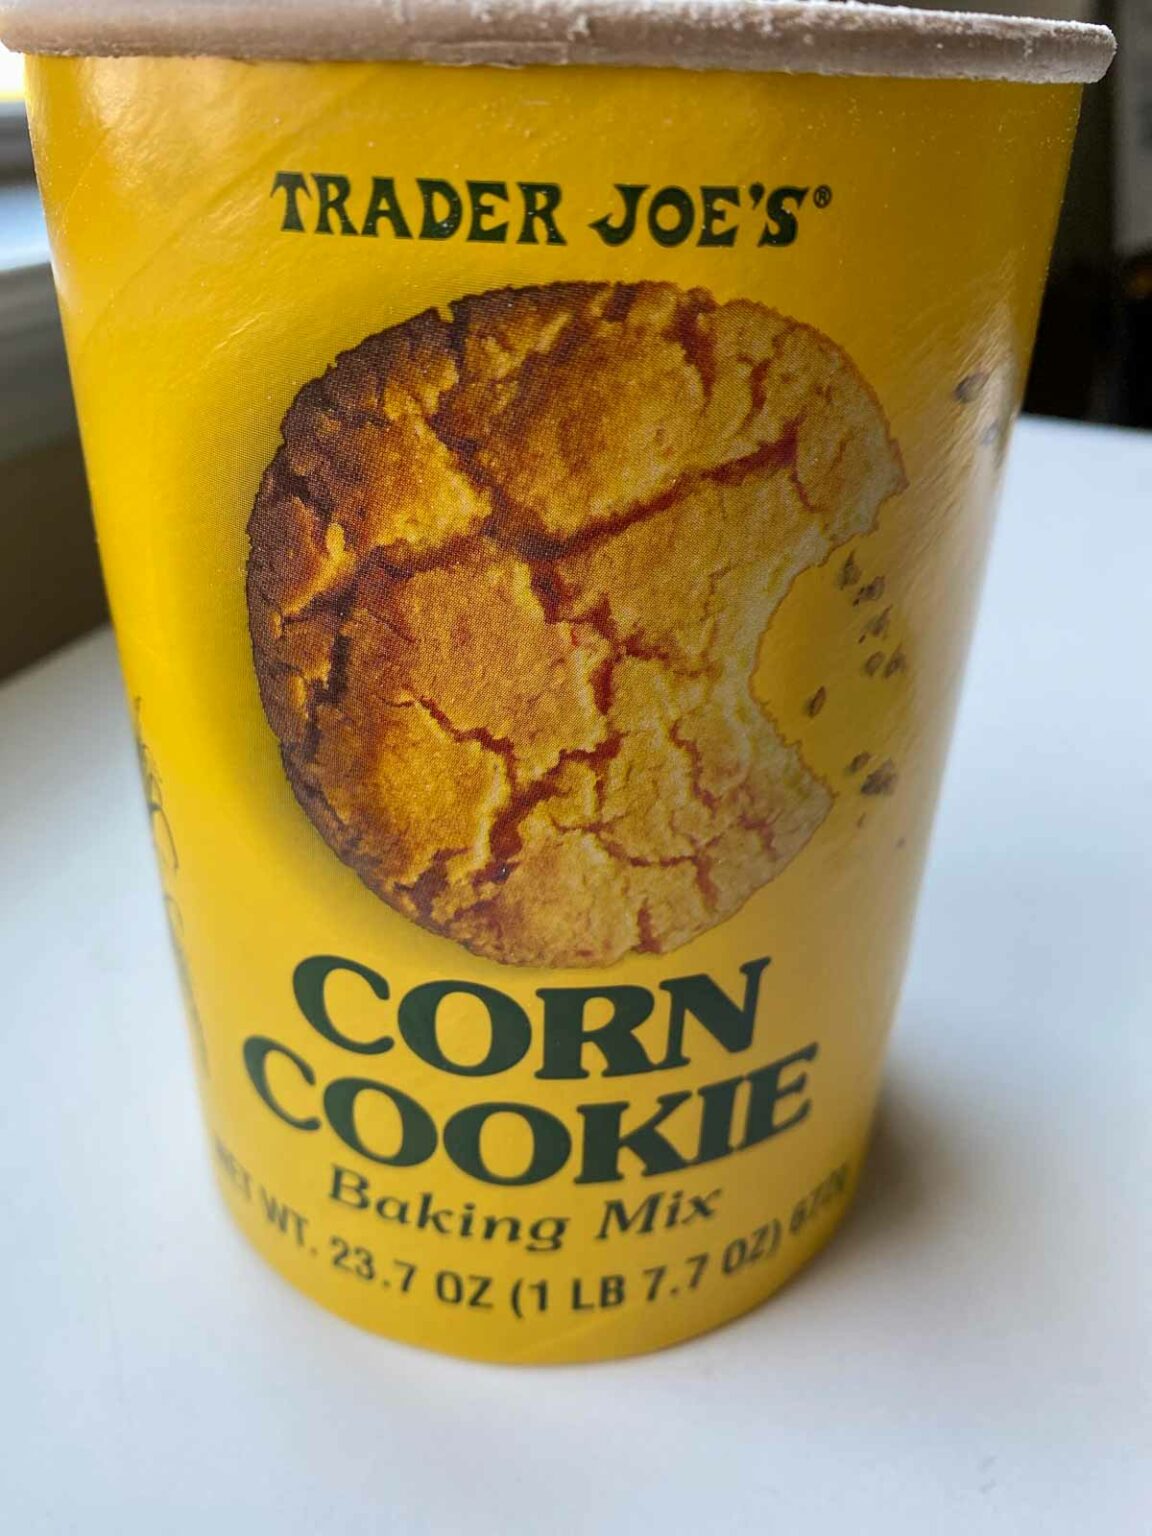 TRADER JOE'S®
CORN
COOKIE
Baking Mix
NET WT. 23.7 OZ (1 LB 7.7 OZ)